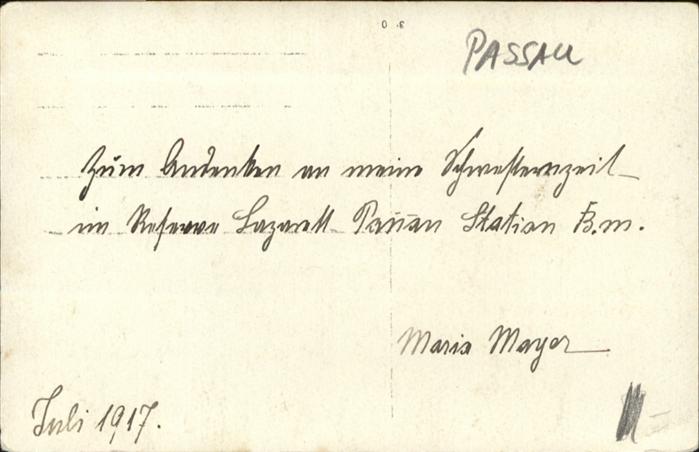 PASSAU
Zum Andenken an meine Schwesternzeit
im Reserve Lazarett Passau Station B.m.
Maria Mayer
Juli 1917.